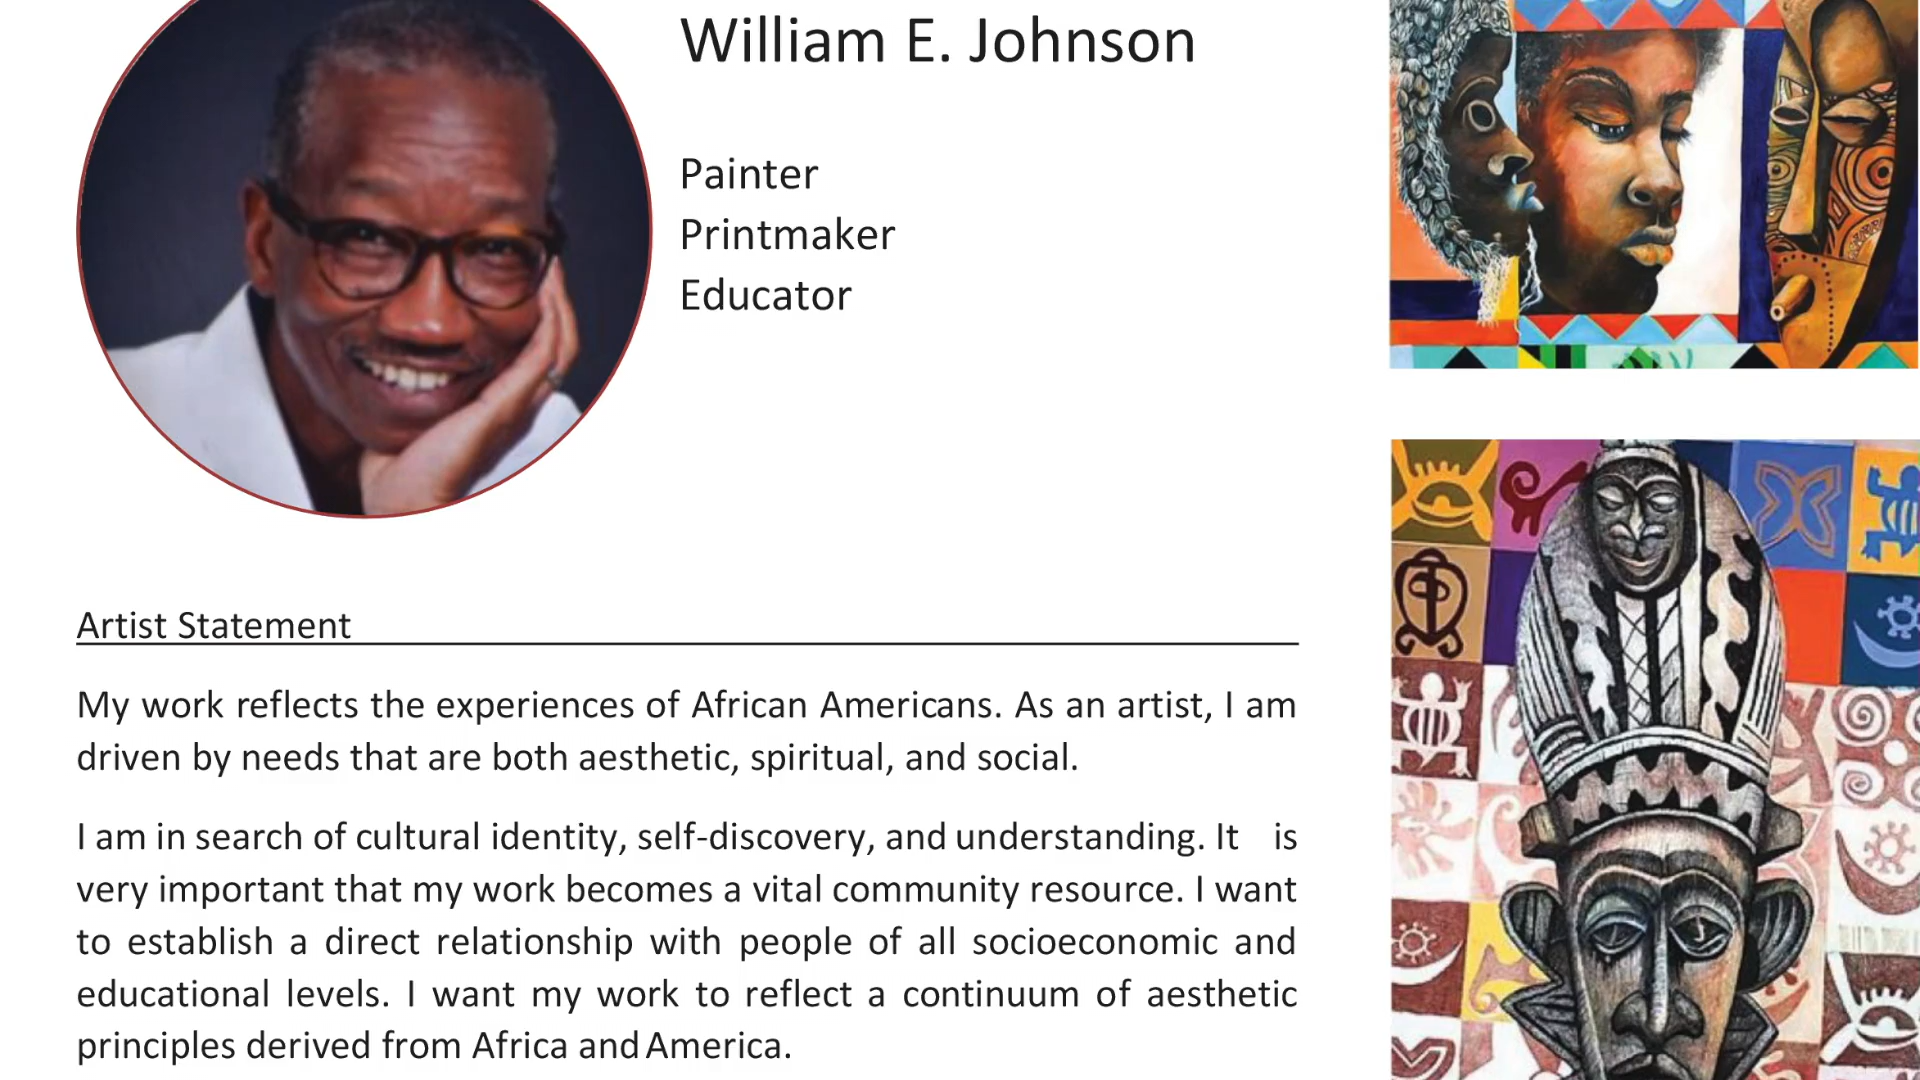 William E. Johnson
Painter
Printmaker
Educator
Artist Statement
My work reflects the experiences of African Americans. As an artist, I am
driven by needs that are both aesthetic, spiritual, and social.
I am in search of cultural identity, self-discovery, and understanding. It is
very important that my work becomes a vital community resource. I want
to establish a direct relationship with people of all socioeconomic and
educational levels. I want my work to reflect a continuum of aesthetic
principles derived from Africa and America.